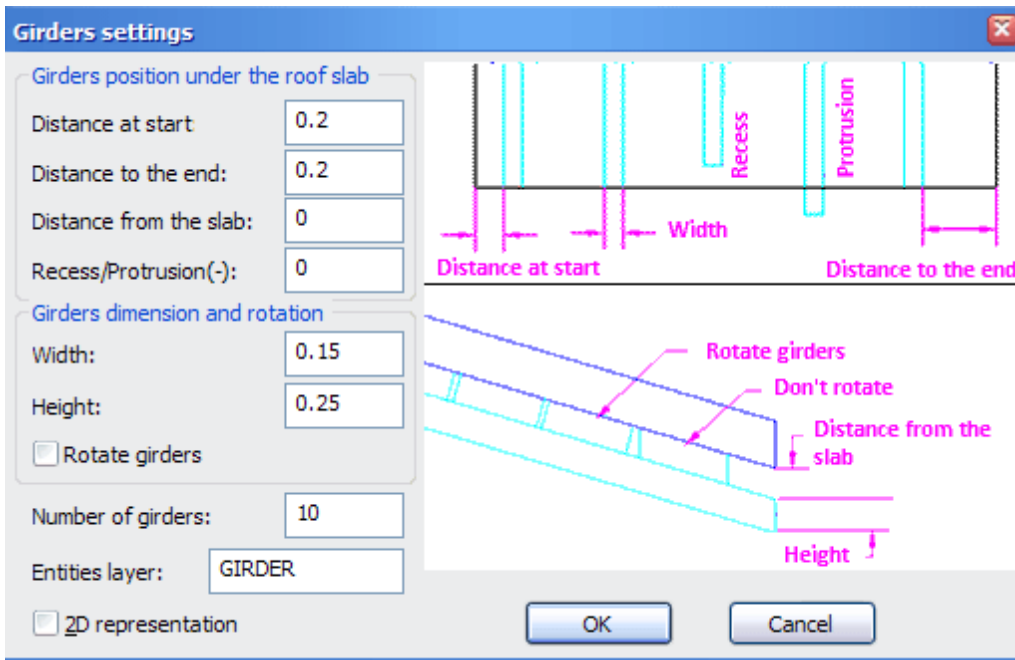 Girders settings
Girders position under the roof slab
Distance at start 0.2
Distance to the end: 0.2
Distance from the slab: 0
Recess/Protrusion(-): 0
Girders dimension and rotation
Width: 0.15
Height: 0.25
Rotate girders
Number of girders: 10
Entities layer: GIRDER
2D representation
Recess
Protrusion
Width
Distance at start
Distance to the end
Rotate girders
Don't rotate
Distance from the
slab
Height
OK
Cancel